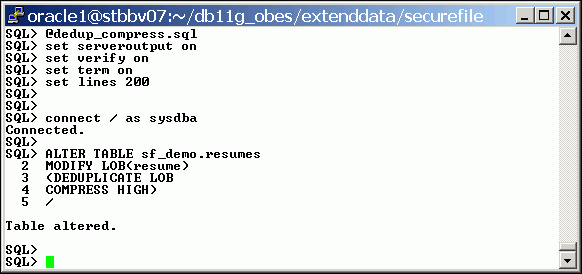 oracle1@stbbv07:~/db11g_obes/extenddata/securefile
SQL> @dedup_compress.sql
SQL> set serveroutput on
SQL> set verify on
SQL> set term on
SQL> set lines 200
SQL>
SQL>
SQL> connect / as sysdba
Connected.
SQL>
SQL> ALTER TABLE sf_demo.resumes
2 MODIFY LOB(resume)
3 (DEDUPLICATE LOB
4 COMPRESS HIGH)
5 /
Table altered.
SQL>
SQL>